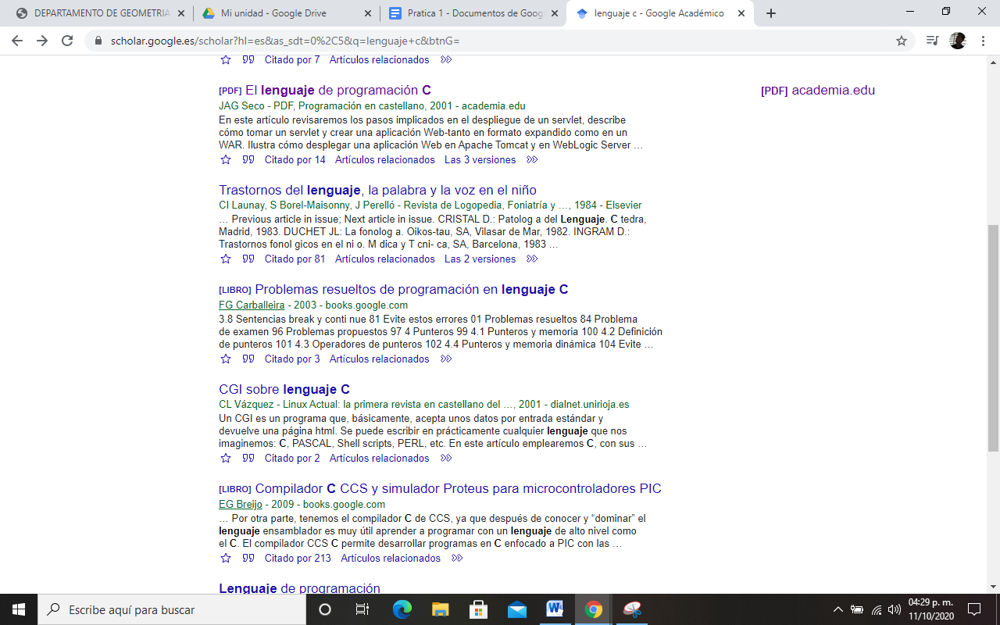 DEPARTAMENTO DE GEOMETRIA
Mi unidad - Google Drive
Pratica 1 - Documentos de Goog
lenguaje c - Google Académico
scholar.google.es/scholar?hl=es&as_sdt=0%2C5&q=lenguaje+c&btnG=
Citado por 7 Artículos relacionados
[PDF] El lenguaje de programación C
[PDF] academia.edu
JAG Seco - PDF, Programación en castellano, 2001 - academia.edu
En este artículo revisaremos los pasos implicados en el despliegue de un servlet, describe
cómo tomar un servlet y crear una aplicación Web-tanto en formato expandido como en un
WAR. Ilustra cómo desplegar una aplicación Web en Apache Tomcat y en WebLogic Server …
Citado por 14 Artículos relacionados Las 3 versiones
Trastornos del lenguaje, la palabra y la voz en el niño
Cl Launay, S Borel-Maisonny, J Perelló - Revista de Logopedia, Foniatría y …, 1984 - Elsevier
… Previous article in issue; Next article in issue. CRISTAL D.: Patolog a del Lenguaje. C tedra,
Madrid, 1983. DUCHET JL: La fonolog a. Oikos-tau, SA, Vilasar de Mar, 1982. INGRAM D.:
Trastornos fonol gicos en el ni o. M dica y T cni- ca, SA, Barcelona, 1983 …
Citado por 81 Artículos relacionados Las 2 versiones
[LIBRO] Problemas resueltos de programación en lenguaje C
FG Carballeira - 2003 - books.google.com
3.8 Sentencias break y conti nue 81 Evite estos errores 01 Problemas resueltos 84 Problema
de examen 96 Problemas propuestos 97 4 Punteros 99 4.1 Punteros y memoria 100 4.2 Definición
de punteros 101 4.3 Operadores de punteros 102 4.4 Punteros y memoria dinámica 104 Evite …
Citado por 3 Artículos relacionados
CGI sobre lenguaje C
CL Vázquez - Linux Actual: la primera revista en castellano del …, 2001 - dialnet.unirioja.es
Un CGI es un programa que, básicamente, acepta unos datos por entrada estándar y
devuelve una página html. Se puede escribir en prácticamente cualquier lenguaje que nos
imaginemos: C, PASCAL, Shell scripts, PERL, etc. En este artículo emplearemos C, con sus …
Citado por 2 Artículos relacionados
[LIBRO] Compilador C CCS y simulador Proteus para microcontroladores PIC
EG Breijo - 2009 - books.google.com
… Por otra parte, tenemos el compilador C de CCS, ya que después de conocer y “dominar” el
lenguaje ensamblador es muy útil aprender a programar con un lenguaje de alto nivel como
el C. El compilador CCS C permite desarrollar programas en C enfocado a PIC con las …
Citado por 213 Artículos relacionados
Lenguaje de programación
Escribe aquí para buscar
04:29 p. m.
11/10/2020